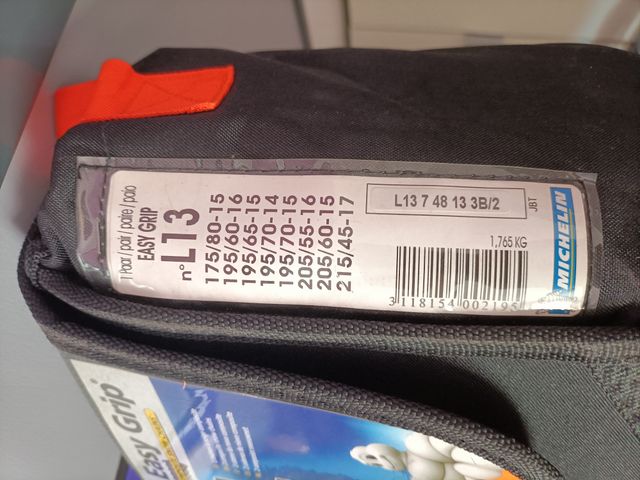 1 Paar / pair / paire / paio
EASY GRIP
n° L13
175/80-15
195/60-16
195/65-15
195/70-14
195/70-15
205/55-16
205/60-15
215/45-17
L13 7 48 13 3B/2
JBT
1,765 KG
3 118154 002195
MICHELIN
Easy Grip